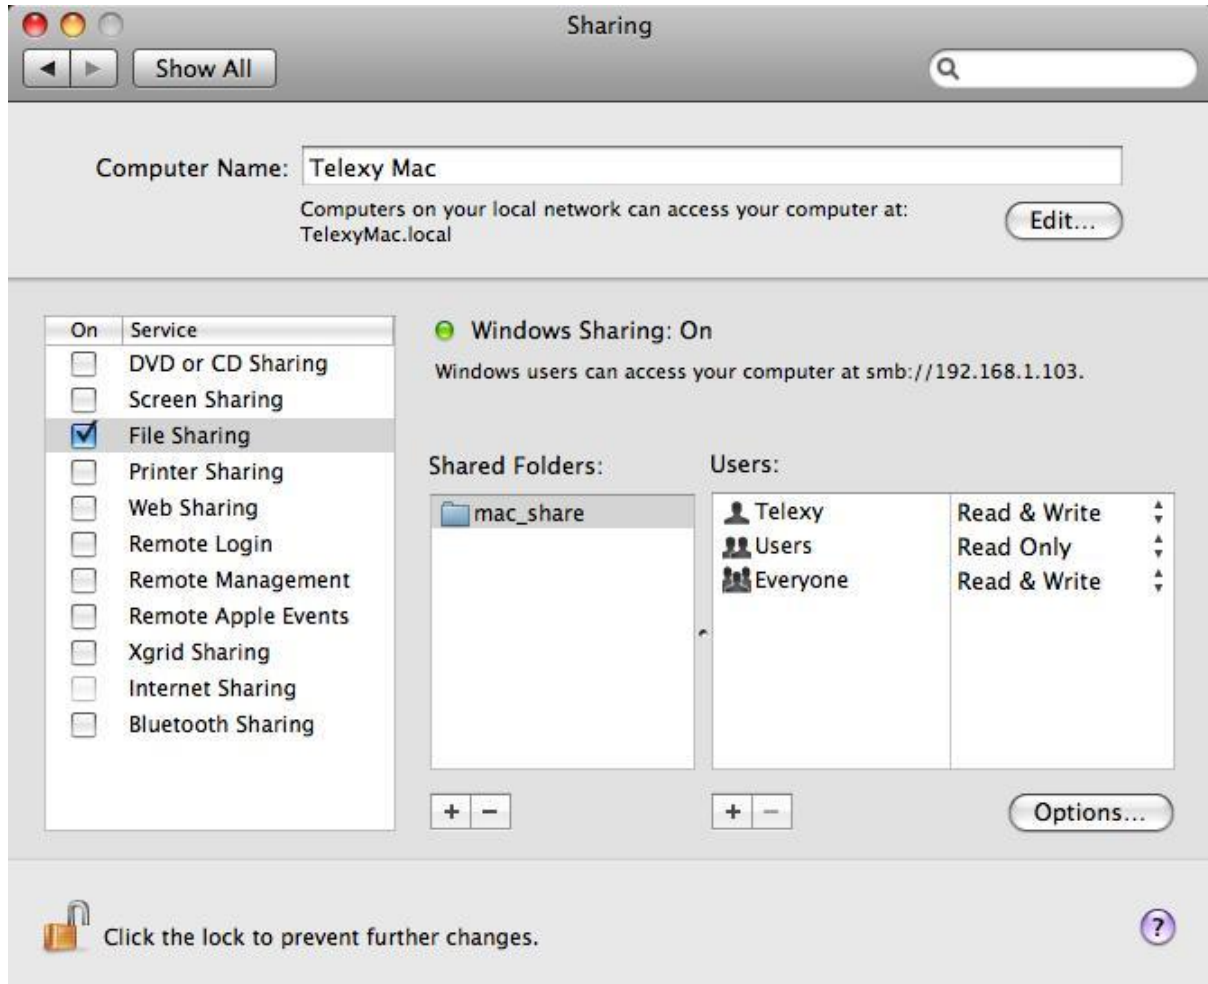 Sharing
Show All
Computer Name: Telexy Mac
Computers on your local network can access your computer at:
TelexyMac.local
Edit...
On Service
DVD or CD Sharing
Screen Sharing
File Sharing
Printer Sharing
Web Sharing
Remote Login
Remote Management
Remote Apple Events
Xgrid Sharing
Internet Sharing
Bluetooth Sharing
Windows Sharing: On
Windows users can access your computer at smb://192.168.1.103.
Shared Folders:
mac_share
Users:
Telexy Read & Write
Users Read Only
Everyone Read & Write
+ −
+ −
Options...
Click the lock to prevent further changes.
?